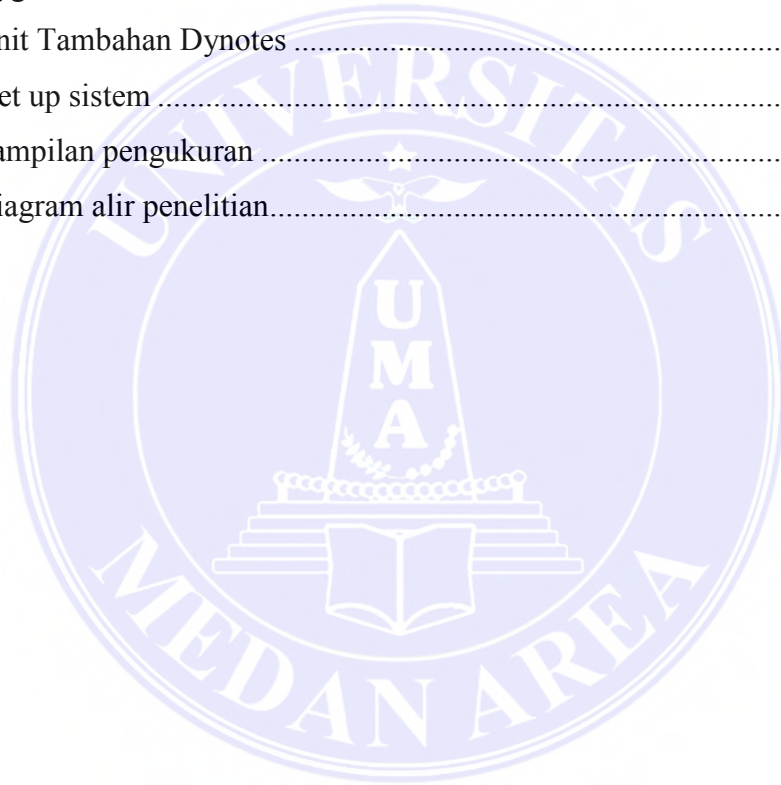 nit Tambahan Dynotes ................................................................
et up sistem .................................................................................
ampilan pengukuran ....................................................................
iagram alir penelitian...................................................................
UNIVERSITAS
U
M
A
MEDAN AREA